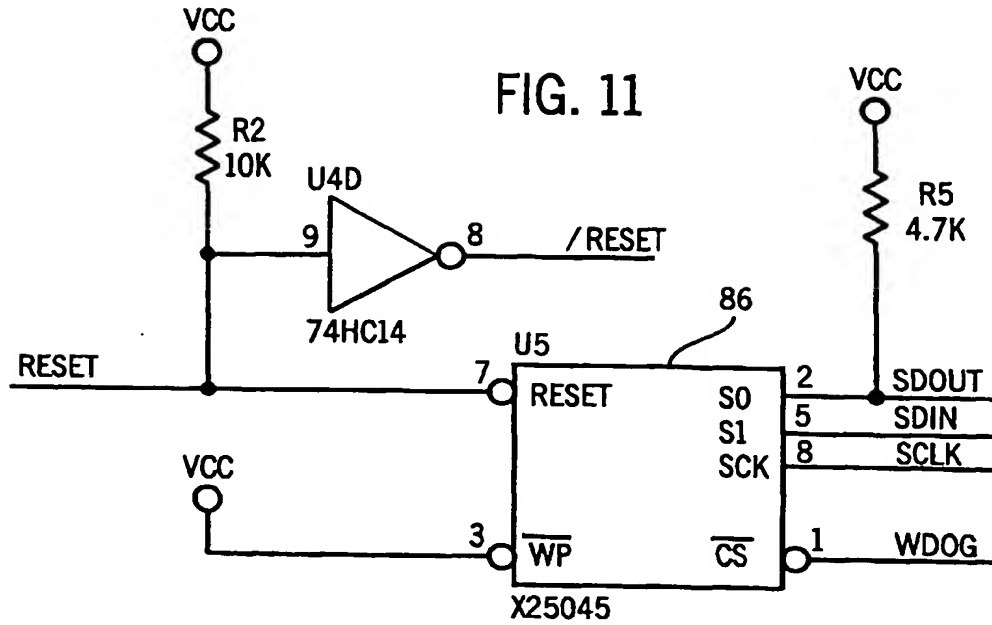 VCC
FIG. 11
VCC
R2
10K
U4D
R5
4.7K
9
8
/RESET
74HC14
86
U5
RESET
7
RESET
S0
2
SDOUT
S1
5
SDIN
SCK
8
SCLK
VCC
3
WP
CS
1
WDOG
X25045